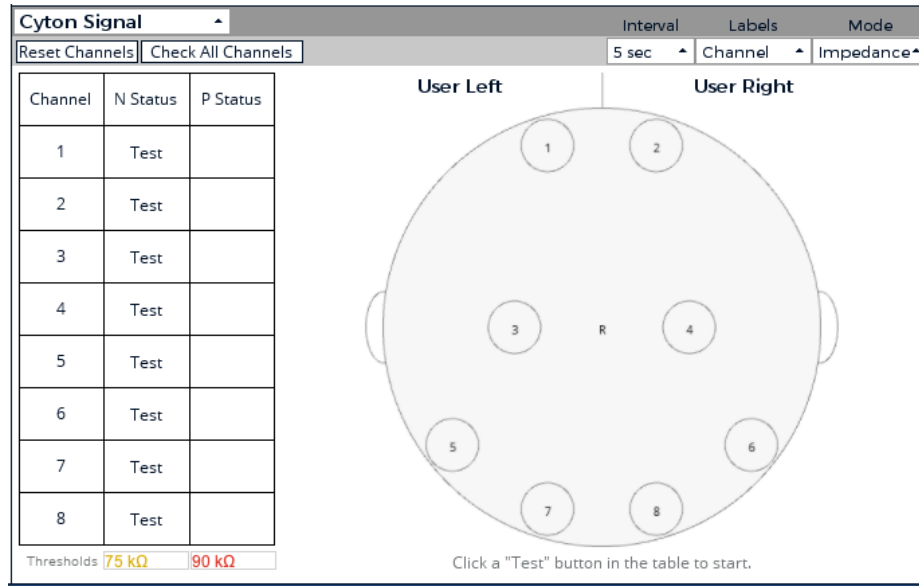 Cyton Signal
Interval Labels Mode
Reset Channels Check All Channels 5 sec Channel Impedance
User Left User Right
Channel N Status P Status
1 Test
2 Test
3 Test
4 Test
5 Test
6 Test
7 Test
8 Test
Thresholds 75 kΩ 90 kΩ
1 2
3 R 4
5 6
7 8
Click a "Test" button in the table to start.